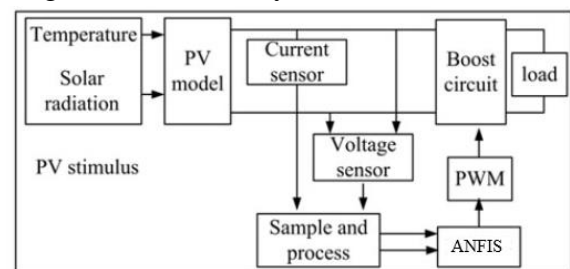 Temperature
Solar
radiation
PV
model
Current
sensor
Boost
circuit
load
Voltage
sensor
PV stimulus
PWM
Sample and
process
ANFIS